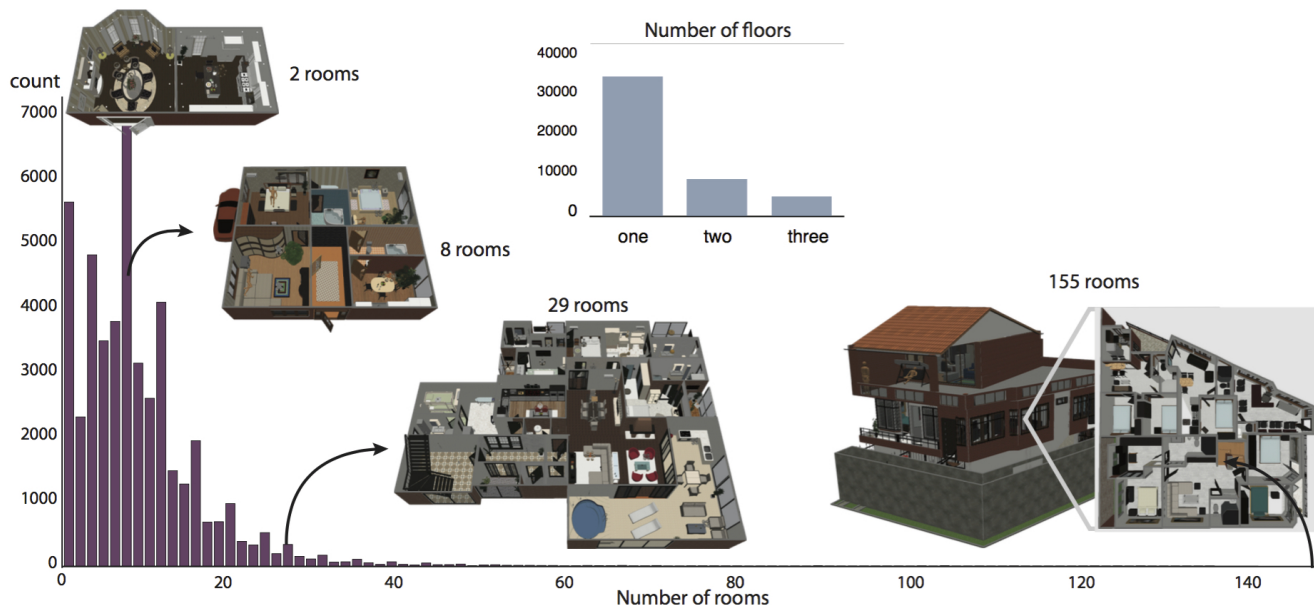 Number of floors
40000
30000
20000
10000
0
one two three
2 rooms
count
7000
6000
5000
4000
3000
2000
1000
0
8 rooms
29 rooms
155 rooms
0 20 40 60 80 100 120 140
Number of rooms